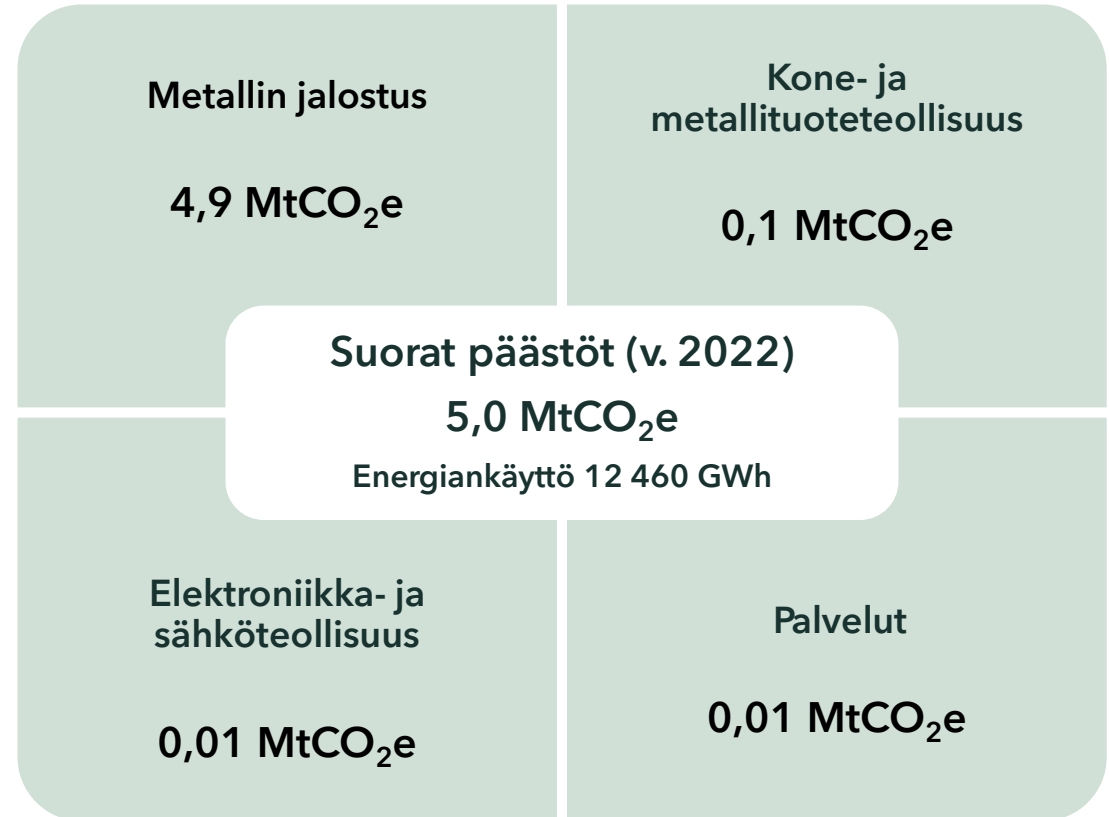 Metallin jalostus
4,9 MtCO₂e
Kone- ja
metallituoteteollisuus
0,1 MtCO₂e
Suorat päästöt (v. 2022)
5,0 MtCO₂e
Energiankäyttö 12 460 GWh
Elektroniikka- ja
sähköteollisuus
0,01 MtCO₂e
Palvelut
0,01 MtCO₂e